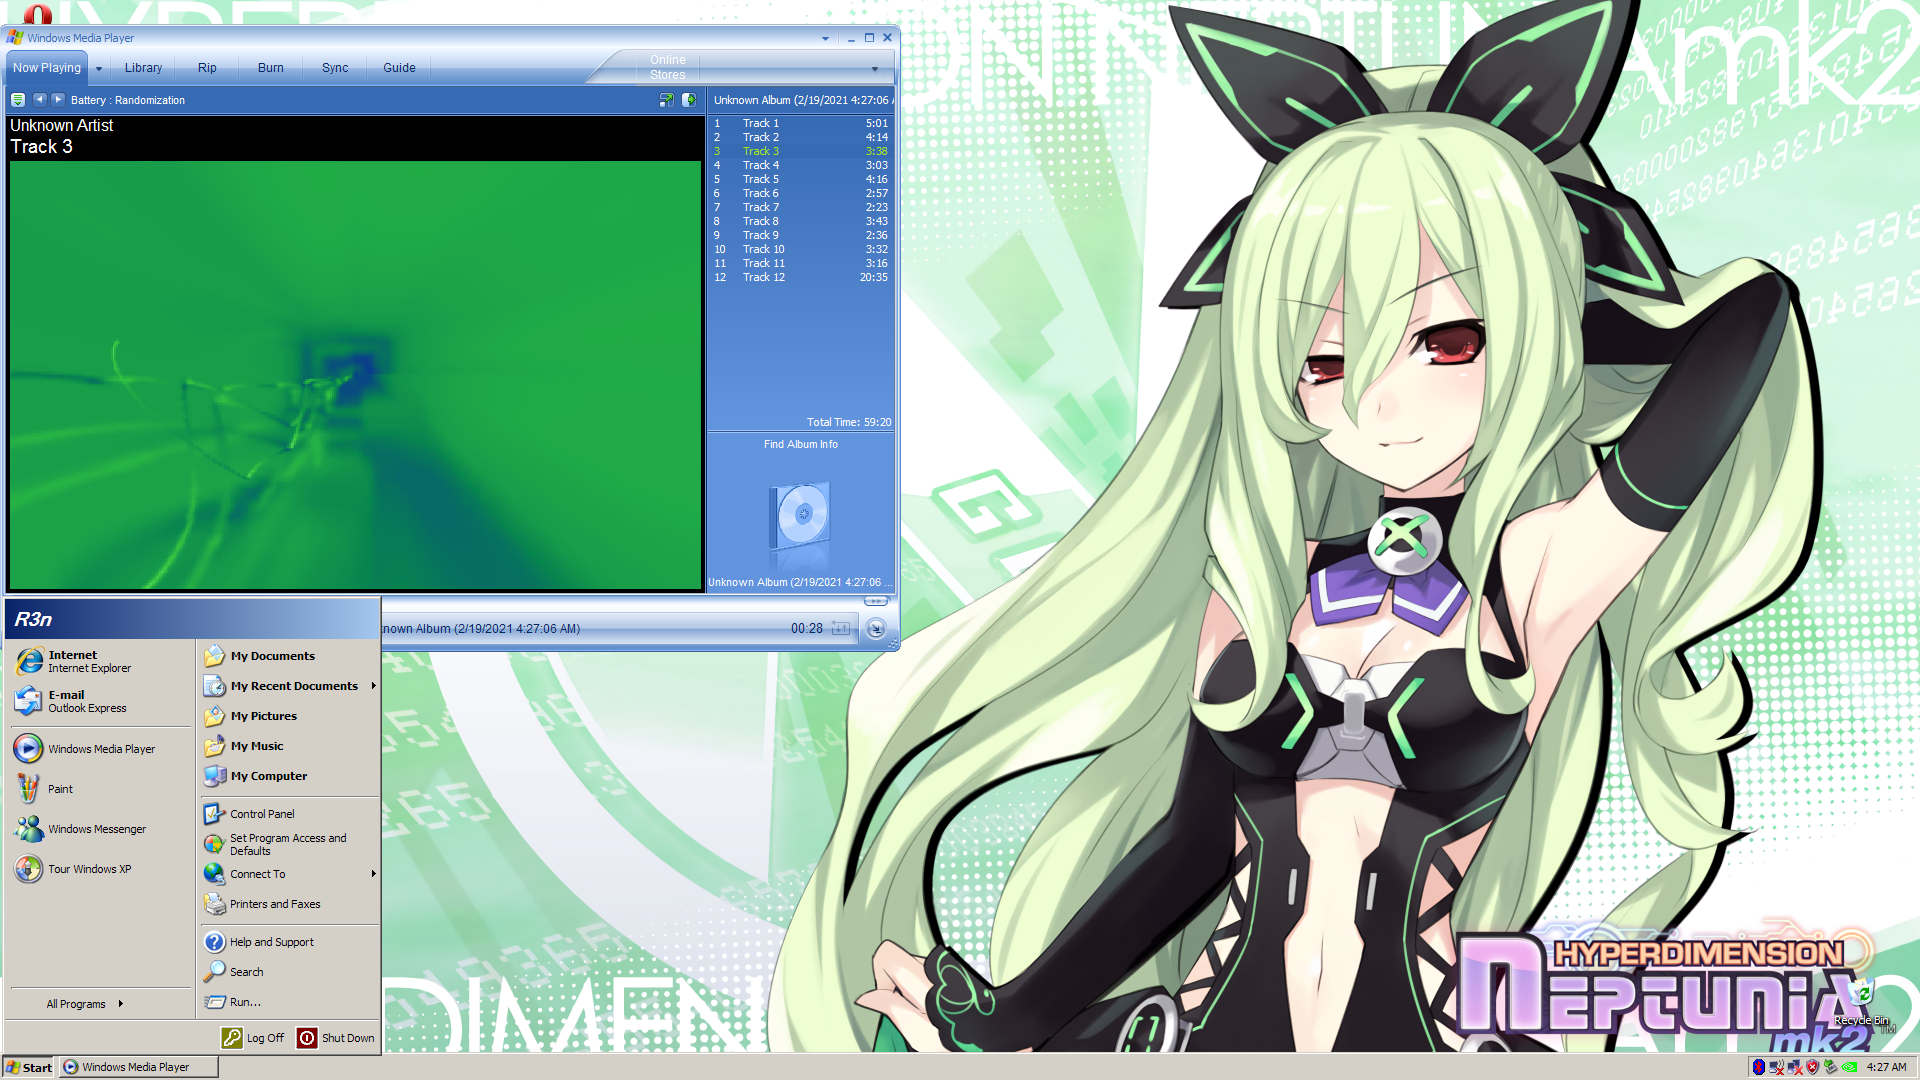 Windows Media Player
Now Playing
Library
Rip
Burn
Sync
Guide
Online
Stores
Battery : Randomization
Unknown Album (2/19/2021 4:27:06
Unknown Artist
Track 3
1 Track 1 5:01
2 Track 2 4:14
3 Track 3 3:38
4 Track 4 3:03
5 Track 5 4:16
6 Track 6 2:57
7 Track 7 2:23
8 Track 8 3:43
9 Track 9 2:36
10 Track 10 3:32
11 Track 11 3:16
12 Track 12 20:35
Total Time: 59:20
Find Album Info
Unknown Album (2/19/2021 4:27:06 ...
nown Album (2/19/2021 4:27:06 AM)
00:28
R3n
Internet
Internet Explorer
E-mail
Outlook Express
Windows Media Player
Paint
Windows Messenger
Tour Windows XP
All Programs
My Documents
My Recent Documents
My Pictures
My Music
My Computer
Control Panel
Set Program Access and
Defaults
Connect To
Printers and Faxes
Help and Support
Search
Run...
Log Off
Shut Down
mk2
DIMEN
HYPERDIMENSION
NEPTUNIA
mk2
TM
Recycle Bin
Start
Windows Media Player
4:27 AM